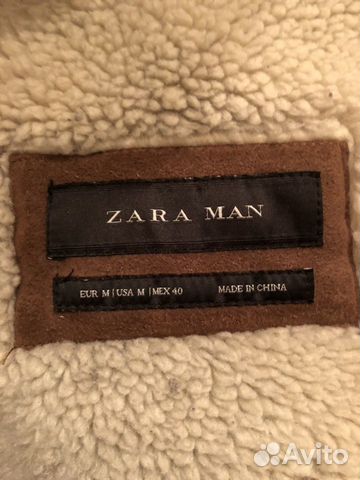 ZARA MAN
EUR M | USA M | MEX 40 MADE IN CHINA
Avito